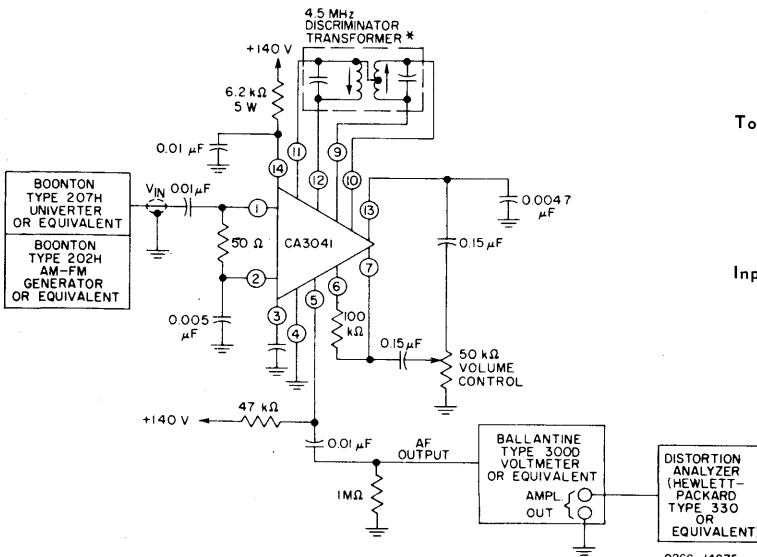 4.5 MHz
DISCRIMINATOR
TRANSFORMER *
+140 V
6.2 kΩ
5 W
0.01 µF
11
12
9
10
14
13
To
BOONTON
TYPE 207H
UNIVERTER
OR EQUIVALENT
BOONTON
TYPE 202H
AM-FM
GENERATOR
OR EQUIVALENT
VIN
001 µF
1
50 Ω
2
0.005
µF
CA3041
3
4
5
6
7
0.0047
µF
0.15 µF
Inp
100
kΩ
0.15 µF
50 kΩ
VOLUME
CONTROL
+140 V
47 kΩ
0.01 µF
AF
OUTPUT
1MΩ
BALLANTINE
TYPE 300D
VOLTMETER
OR EQUIVALENT
AMPL.
OUT
DISTORTION
ANALYZER
(HEWLETT-
PACKARD
TYPE 330
OR
EQUIVALENT)